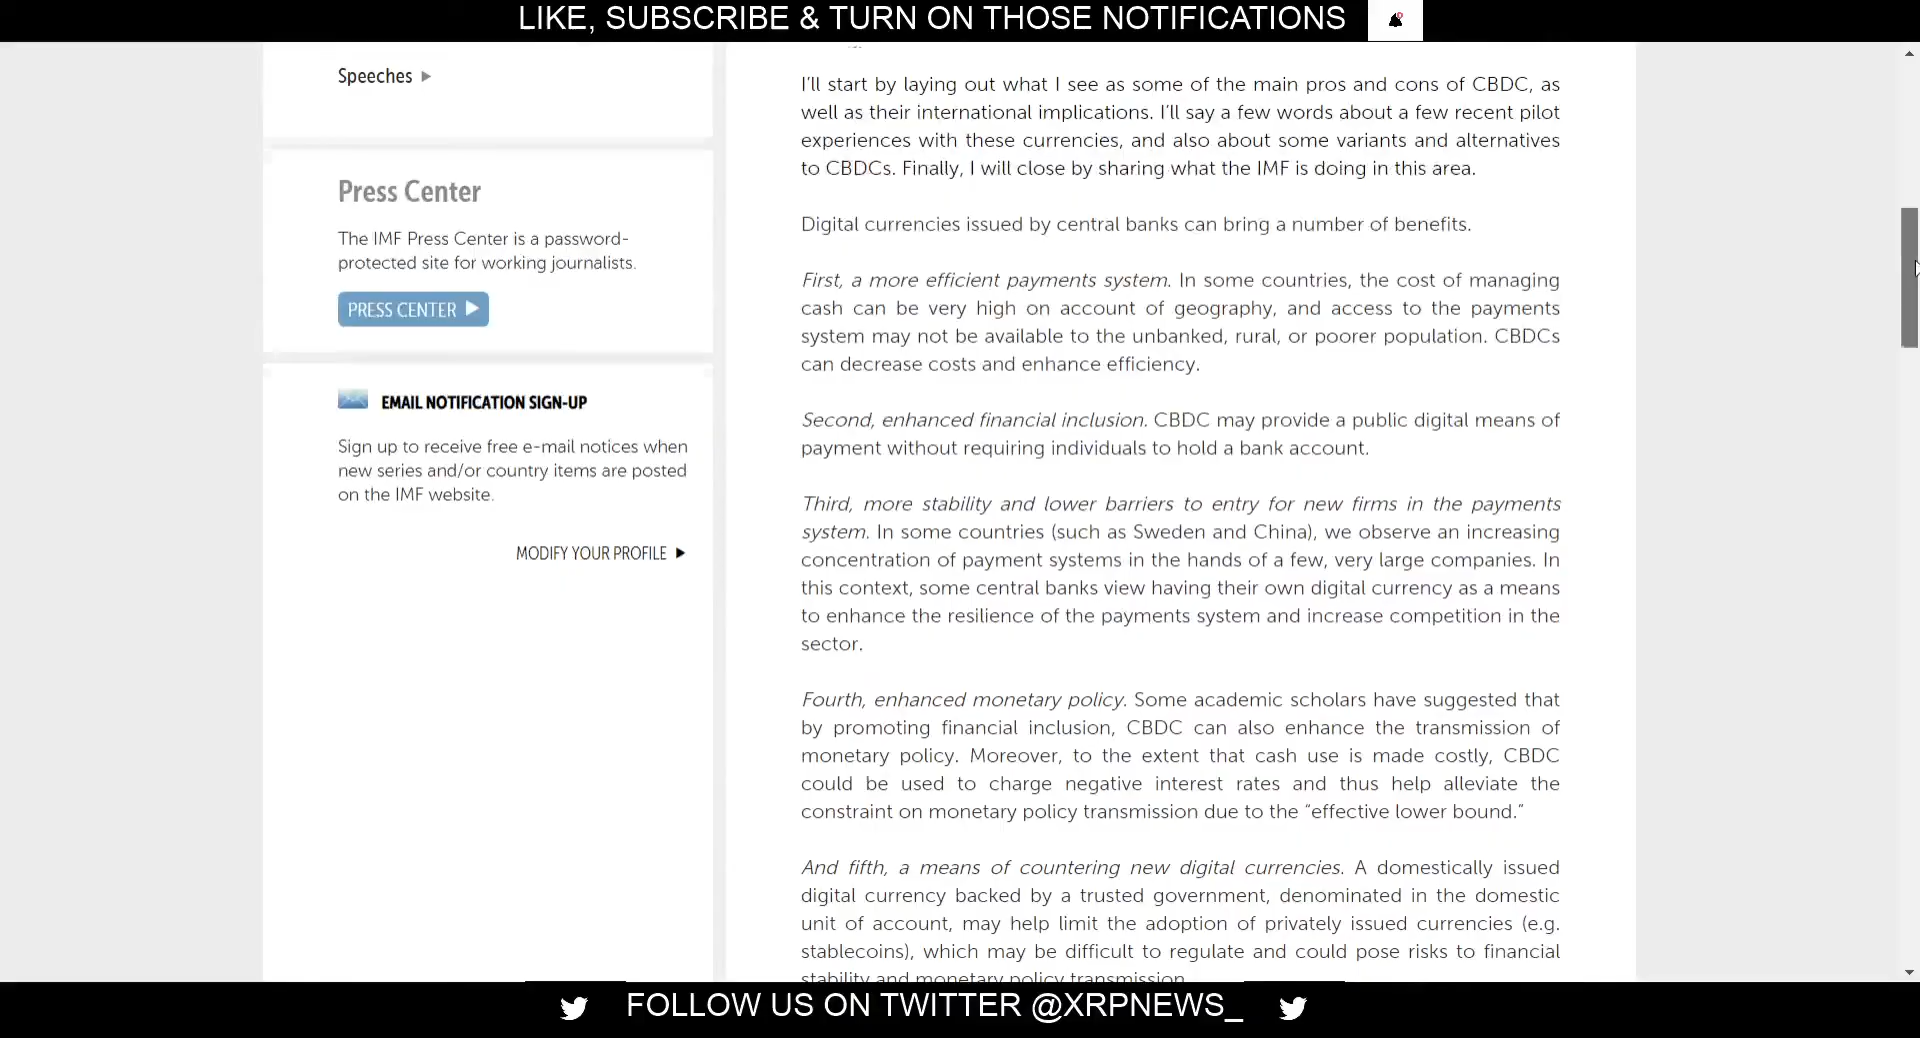 LIKE, SUBSCRIBE & TURN ON THOSE NOTIFICATIONS
Speeches
Press Center
The IMF Press Center is a password-
protected site for working journalists.
PRESS CENTER
EMAIL NOTIFICATION SIGN-UP
Sign up to receive free e-mail notices when
new series and/or country items are posted
on the IMF website.
MODIFY YOUR PROFILE
I’ll start by laying out what I see as some of the main pros and cons of CBDC, as
well as their international implications. I’ll say a few words about a few recent pilot
experiences with these currencies, and also about some variants and alternatives
to CBDCs. Finally, I will close by sharing what the IMF is doing in this area.
Digital currencies issued by central banks can bring a number of benefits.
First, a more efficient payments system. In some countries, the cost of managing
cash can be very high on account of geography, and access to the payments
system may not be available to the unbanked, rural, or poorer population. CBDCs
can decrease costs and enhance efficiency.
Second, enhanced financial inclusion. CBDC may provide a public digital means of
payment without requiring individuals to hold a bank account.
Third, more stability and lower barriers to entry for new firms in the payments
system. In some countries (such as Sweden and China), we observe an increasing
concentration of payment systems in the hands of a few, very large companies. In
this context, some central banks view having their own digital currency as a means
to enhance the resilience of the payments system and increase competition in the
sector.
Fourth, enhanced monetary policy. Some academic scholars have suggested that
by promoting financial inclusion, CBDC can also enhance the transmission of
monetary policy. Moreover, to the extent that cash use is made costly, CBDC
could be used to charge negative interest rates and thus help alleviate the
constraint on monetary policy transmission due to the “effective lower bound.”
And fifth, a means of countering new digital currencies. A domestically issued
digital currency backed by a trusted government, denominated in the domestic
unit of account, may help limit the adoption of privately issued currencies (e.g.
stablecoins), which may be difficult to regulate and could pose risks to financial
stability and monetary policy transmission.
FOLLOW US ON TWITTER @XRPNEWS_